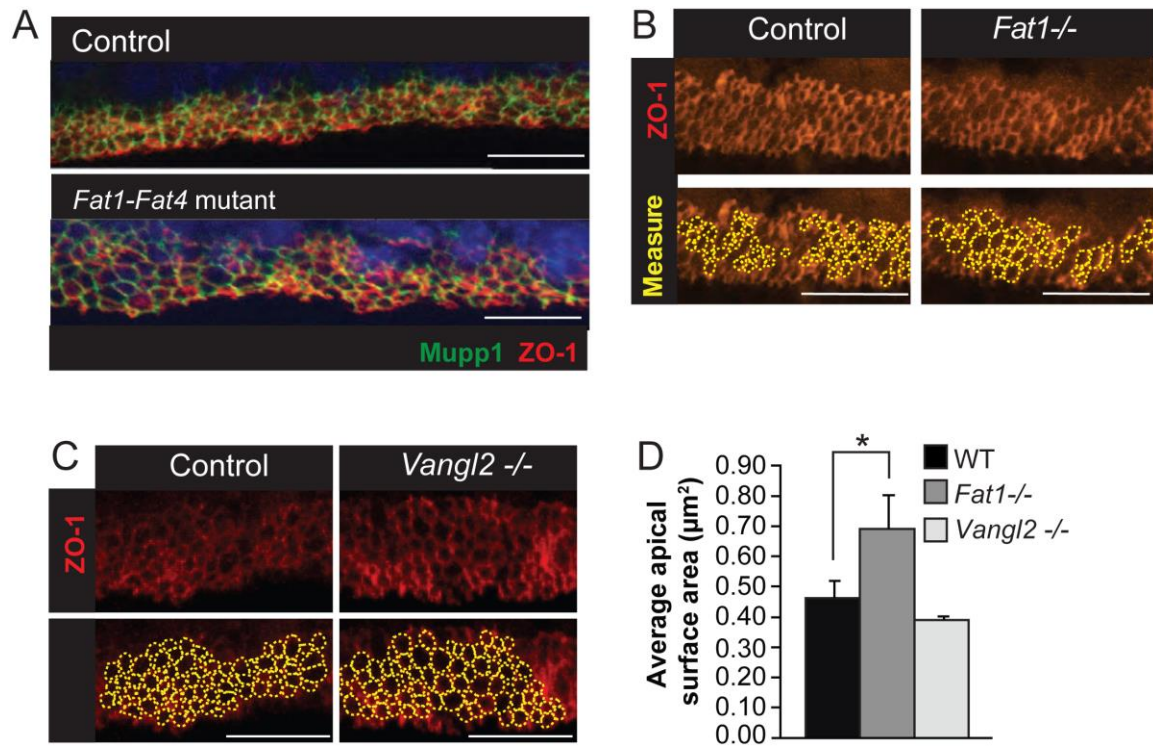 A
Control
Fat1-Fat4 mutant
Mupp1 ZO-1
B
Control
Fat1-/-
ZO-1
Measure
C
Control
Vangl2 -/-
ZO-1
D
Average apical
surface area (µm²)
0.90
0.80
0.70
0.60
0.50
0.40
0.30
0.20
0.10
0.00
*
WT
Fat1-/-
Vangl2 -/-